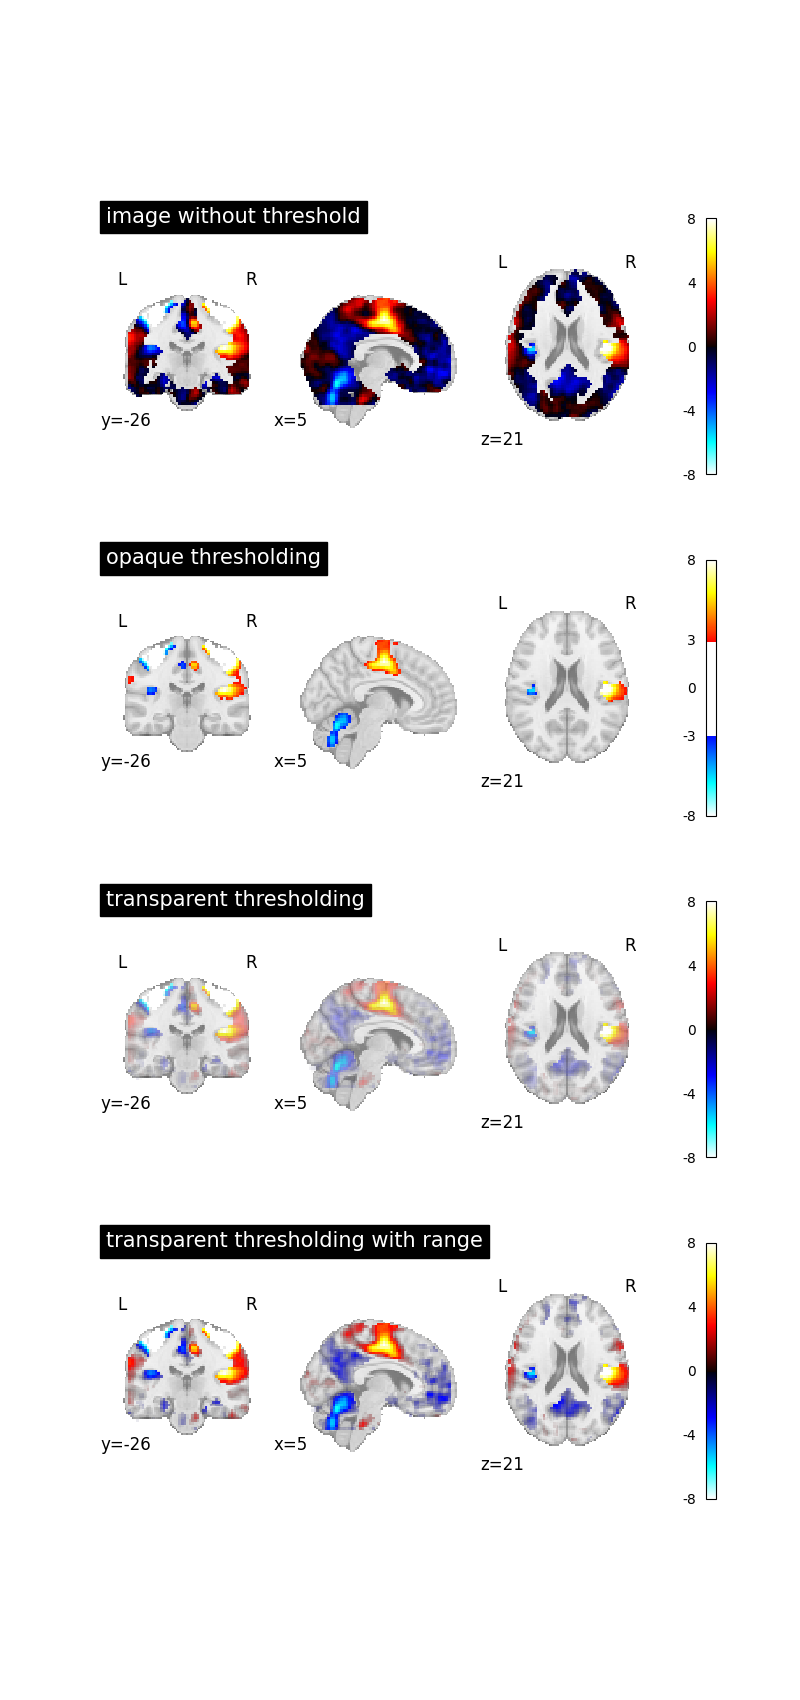 image without threshold
L R
L R
y=-26
x=5
z=21
8
4
0
-4
-8
opaque thresholding
L R
L R
y=-26
x=5
z=21
8
3
0
-3
-8
transparent thresholding
L R
L R
y=-26
x=5
z=21
8
4
0
-4
-8
transparent thresholding with range
L R
L R
y=-26
x=5
z=21
8
4
0
-4
-8